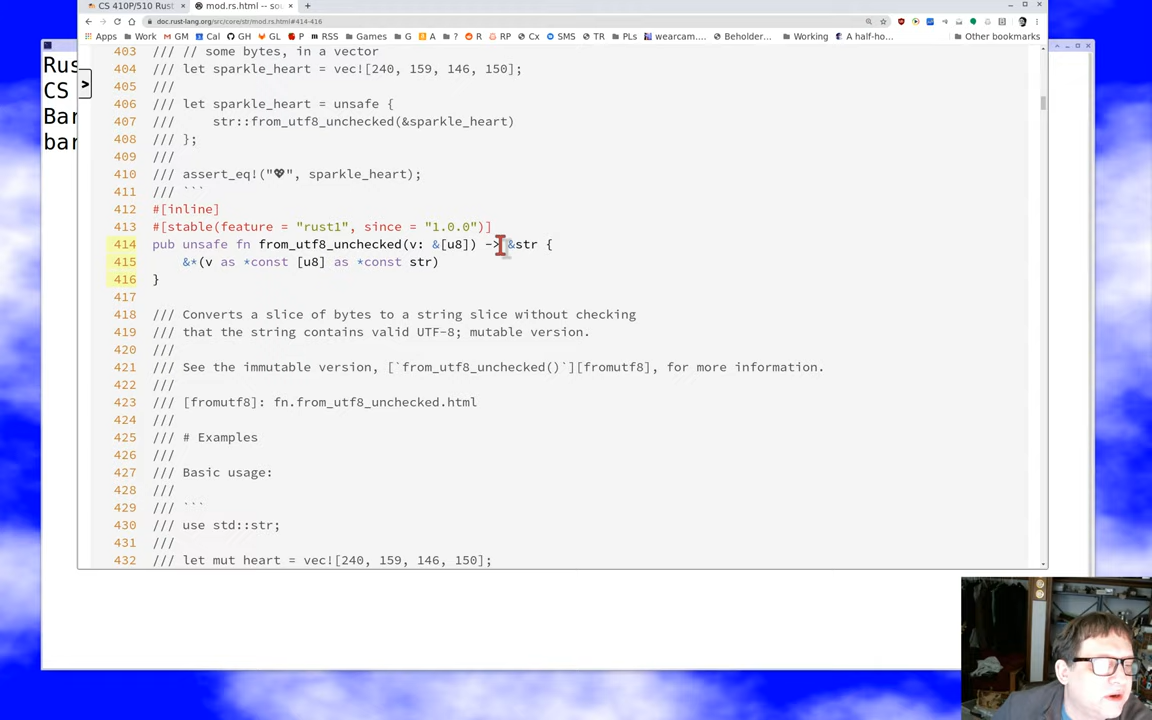 CS 410P/510 Rust
mod.rs.html -- so
doc.rust-lang.org/src/core/str/mod.rs.html#414-416
Apps Work GM Cal GH GL P RSS Games G A ? R RP Cx SMS TR PLs wearcam.... Beholder... Working A half-ho... Other bookmarks
Rus
CS
Bar
bar
>
403 /// // some bytes, in a vector
404 /// let sparkle_heart = vec![240, 159, 146, 150];
405 ///
406 /// let sparkle_heart = unsafe {
407 ///     str::from_utf8_unchecked(&sparkle_heart)
408 /// };
409 ///
410 /// assert_eq!("💖", sparkle_heart);
411 /// ```
412 #[inline]
413 #[stable(feature = "rust1", since = "1.0.0")]
414 pub unsafe fn from_utf8_unchecked(v: &[u8]) -> &str {
415     &*(v as *const [u8] as *const str)
416 }
417
418 /// Converts a slice of bytes to a string slice without checking
419 /// that the string contains valid UTF-8; mutable version.
420 ///
421 /// See the immutable version, [`from_utf8_unchecked()`][fromutf8], for more information.
422 ///
423 /// [fromutf8]: fn.from_utf8_unchecked.html
424 ///
425 /// # Examples
426 ///
427 /// Basic usage:
428 ///
429 /// ```
430 /// use std::str;
431 ///
432 /// let mut heart = vec![240, 159, 146, 150];